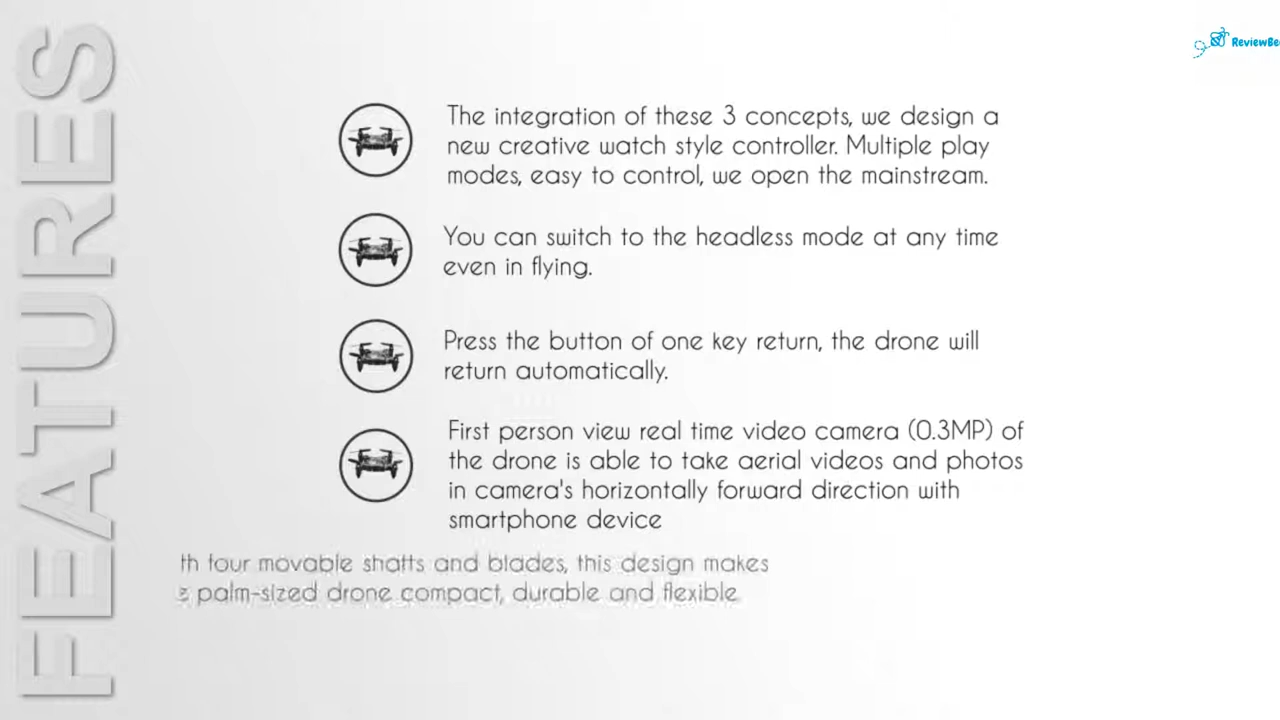 FEATURES
ReviewBe
The integration of these 3 concepts, we design a
new creative watch style controller. Multiple play
modes, easy to control, we open the mainstream.
You can switch to the headless mode at any time
even in flying.
Press the button of one key return, the drone will
return automatically.
First person view real time video camera (0.3MP) of
the drone is able to take aerial videos and photos
in camera's horizontally forward direction with
smartphone device
four movable shafts and blades, this design makes
palm-sized drone compact, durable and flexible